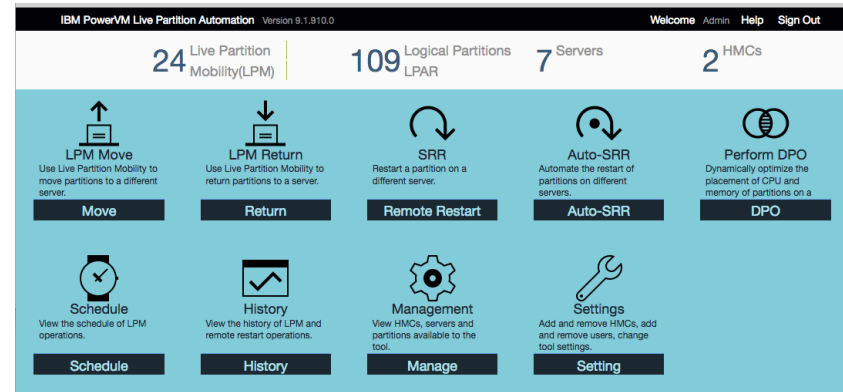 IBM PowerVM Live Partition Automation Version 9.1.910.0 Welcome Admin Help Sign Out
24 Live Partition Mobility(LPM)
109 Logical Partitions LPAR
7 Servers
2 HMCs
LPM Move
Use Live Partition Mobility to
move partitions to a different
server.
Move
LPM Return
Use Live Partition Mobility to
return partitions to a server.
Return
SRR
Restart a partition on a
different server.
Remote Restart
Auto-SRR
Automate the restart of
partitions on different
servers.
Auto-SRR
Perform DPO
Dynamically optimize the
placement of CPU and
memory of partitions on a
DPO
Schedule
View the schedule of LPM
operations.
Schedule
History
View the history of LPM and
remote restart operations.
History
Management
View HMCs, servers and
partitions available to the
tool.
Manage
Settings
Add and remove HMCs, add
and remove users, change
tool settings.
Setting